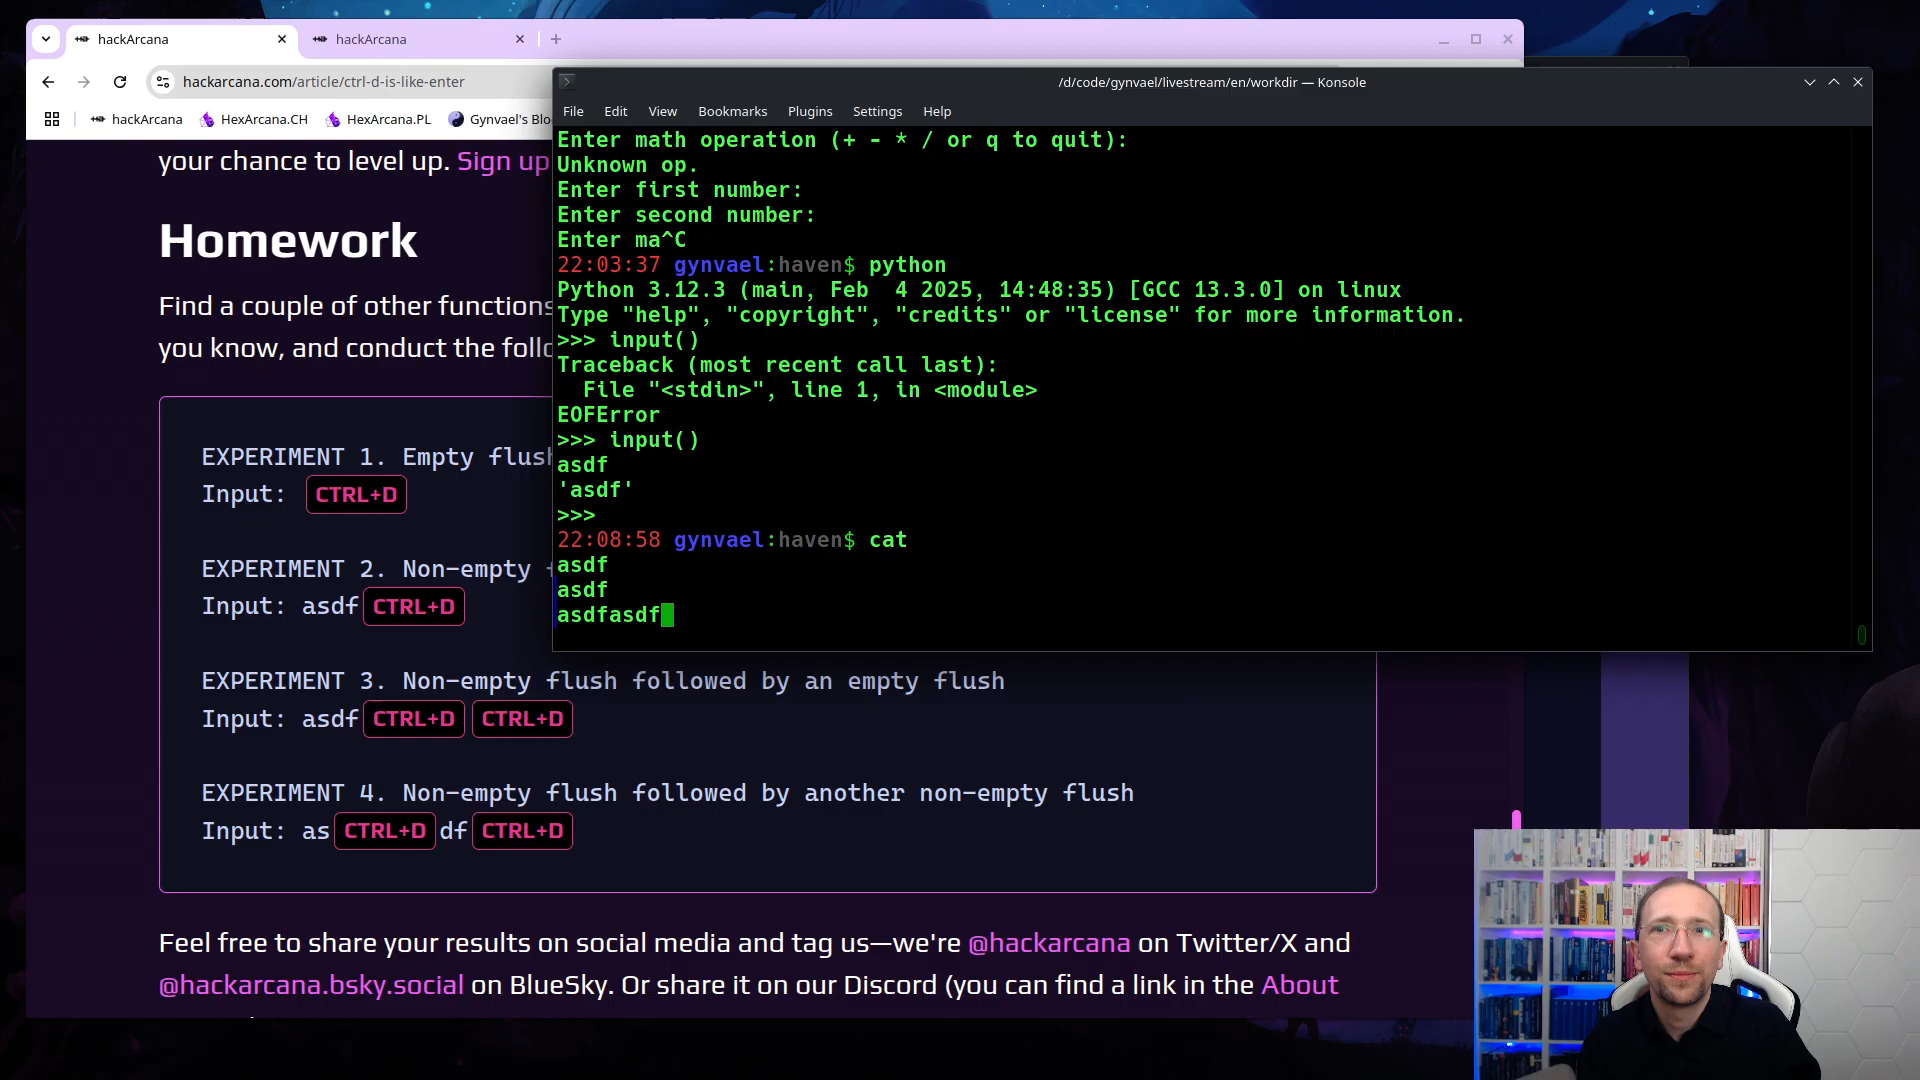 hackArcana
hackArcana
hackarcana.com/article/ctrl-d-is-like-enter
hackArcana
HexArcana.CH
HexArcana.PL
Gynvael's Blo
your chance to level up. Sign up
Homework
Find a couple of other functions
you know, and conduct the follo
EXPERIMENT 1. Empty flush
Input: CTRL+D
EXPERIMENT 2. Non-empty f
Input: asdf CTRL+D
EXPERIMENT 3. Non-empty flush followed by an empty flush
Input: asdf CTRL+D CTRL+D
EXPERIMENT 4. Non-empty flush followed by another non-empty flush
Input: as CTRL+D df CTRL+D
Feel free to share your results on social media and tag us—we're @hackarcana on Twitter/X and
@hackarcana.bsky.social on BlueSky. Or share it on our Discord (you can find a link in the About
/d/code/gynvael/livestream/en/workdir — Konsole
File Edit View Bookmarks Plugins Settings Help
Enter math operation (+ - * / or q to quit):
Unknown op.
Enter first number:
Enter second number:
Enter ma^C
22:03:37 gynvael:haven$ python
Python 3.12.3 (main, Feb  4 2025, 14:48:35) [GCC 13.3.0] on linux
Type "help", "copyright", "credits" or "license" for more information.
>>> input()
Traceback (most recent call last):
  File "<stdin>", line 1, in <module>
EOFError
>>> input()
asdf
'asdf'
>>>
22:08:58 gynvael:haven$ cat
asdf
asdf
asdfasdf